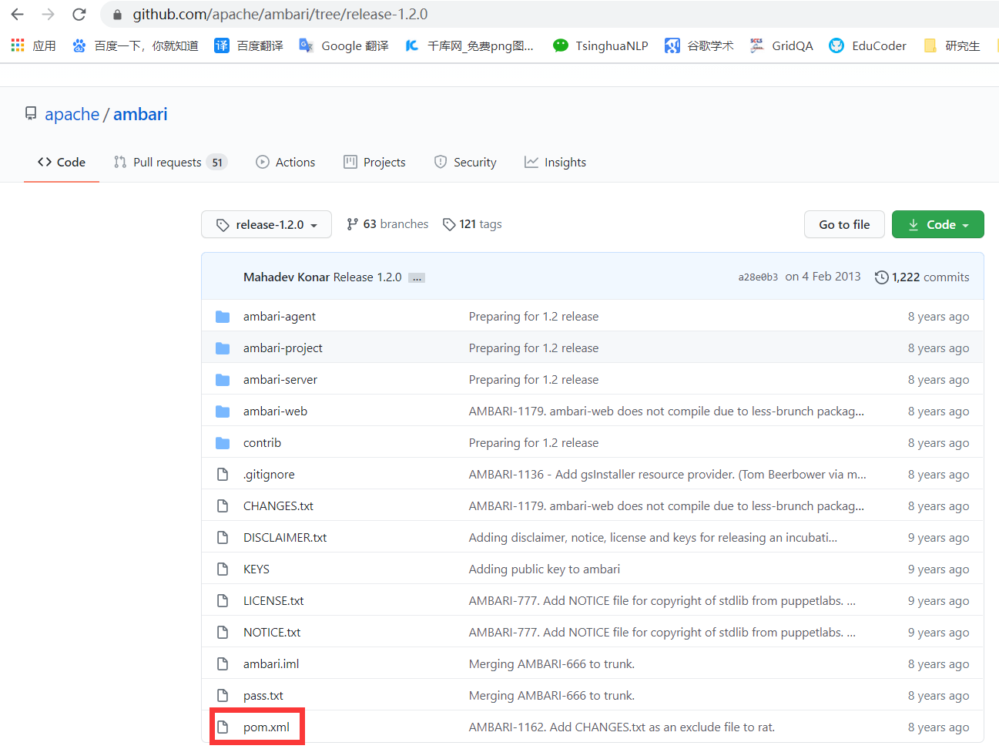 github.com/apache/ambari/tree/release-1.2.0
应用 百度一下，你就知道 译 百度翻译 Google 翻译 千库网_免费png图... TsinghuaNLP 谷歌学术 GridQA EduCoder 研究生
apache / ambari
Code Pull requests 51 Actions Projects Security Insights
release-1.2.0 63 branches 121 tags Go to file Code
Mahadev Konar Release 1.2.0 ... a28e0b3 on 4 Feb 2013 1,222 commits
ambari-agent Preparing for 1.2 release 8 years ago
ambari-project Preparing for 1.2 release 8 years ago
ambari-server Preparing for 1.2 release 8 years ago
ambari-web AMBARI-1179. ambari-web does not compile due to less-brunch packag... 8 years ago
contrib Preparing for 1.2 release 8 years ago
.gitignore AMBARI-1136 - Add gsInstaller resource provider. (Tom Beerbower via m... 8 years ago
CHANGES.txt AMBARI-1179. ambari-web does not compile due to less-brunch packag... 8 years ago
DISCLAIMER.txt Adding disclaimer, notice, license and keys for releasing an incubati... 9 years ago
KEYS Adding public key to ambari 9 years ago
LICENSE.txt AMBARI-777. Add NOTICE file for copyright of stdlib from puppetlabs. ... 9 years ago
NOTICE.txt AMBARI-777. Add NOTICE file for copyright of stdlib from puppetlabs. ... 9 years ago
ambari.iml Merging AMBARI-666 to trunk. 8 years ago
pass.txt Merging AMBARI-666 to trunk. 8 years ago
pom.xml AMBARI-1162. Add CHANGES.txt as an exclude file to rat. 8 years ago